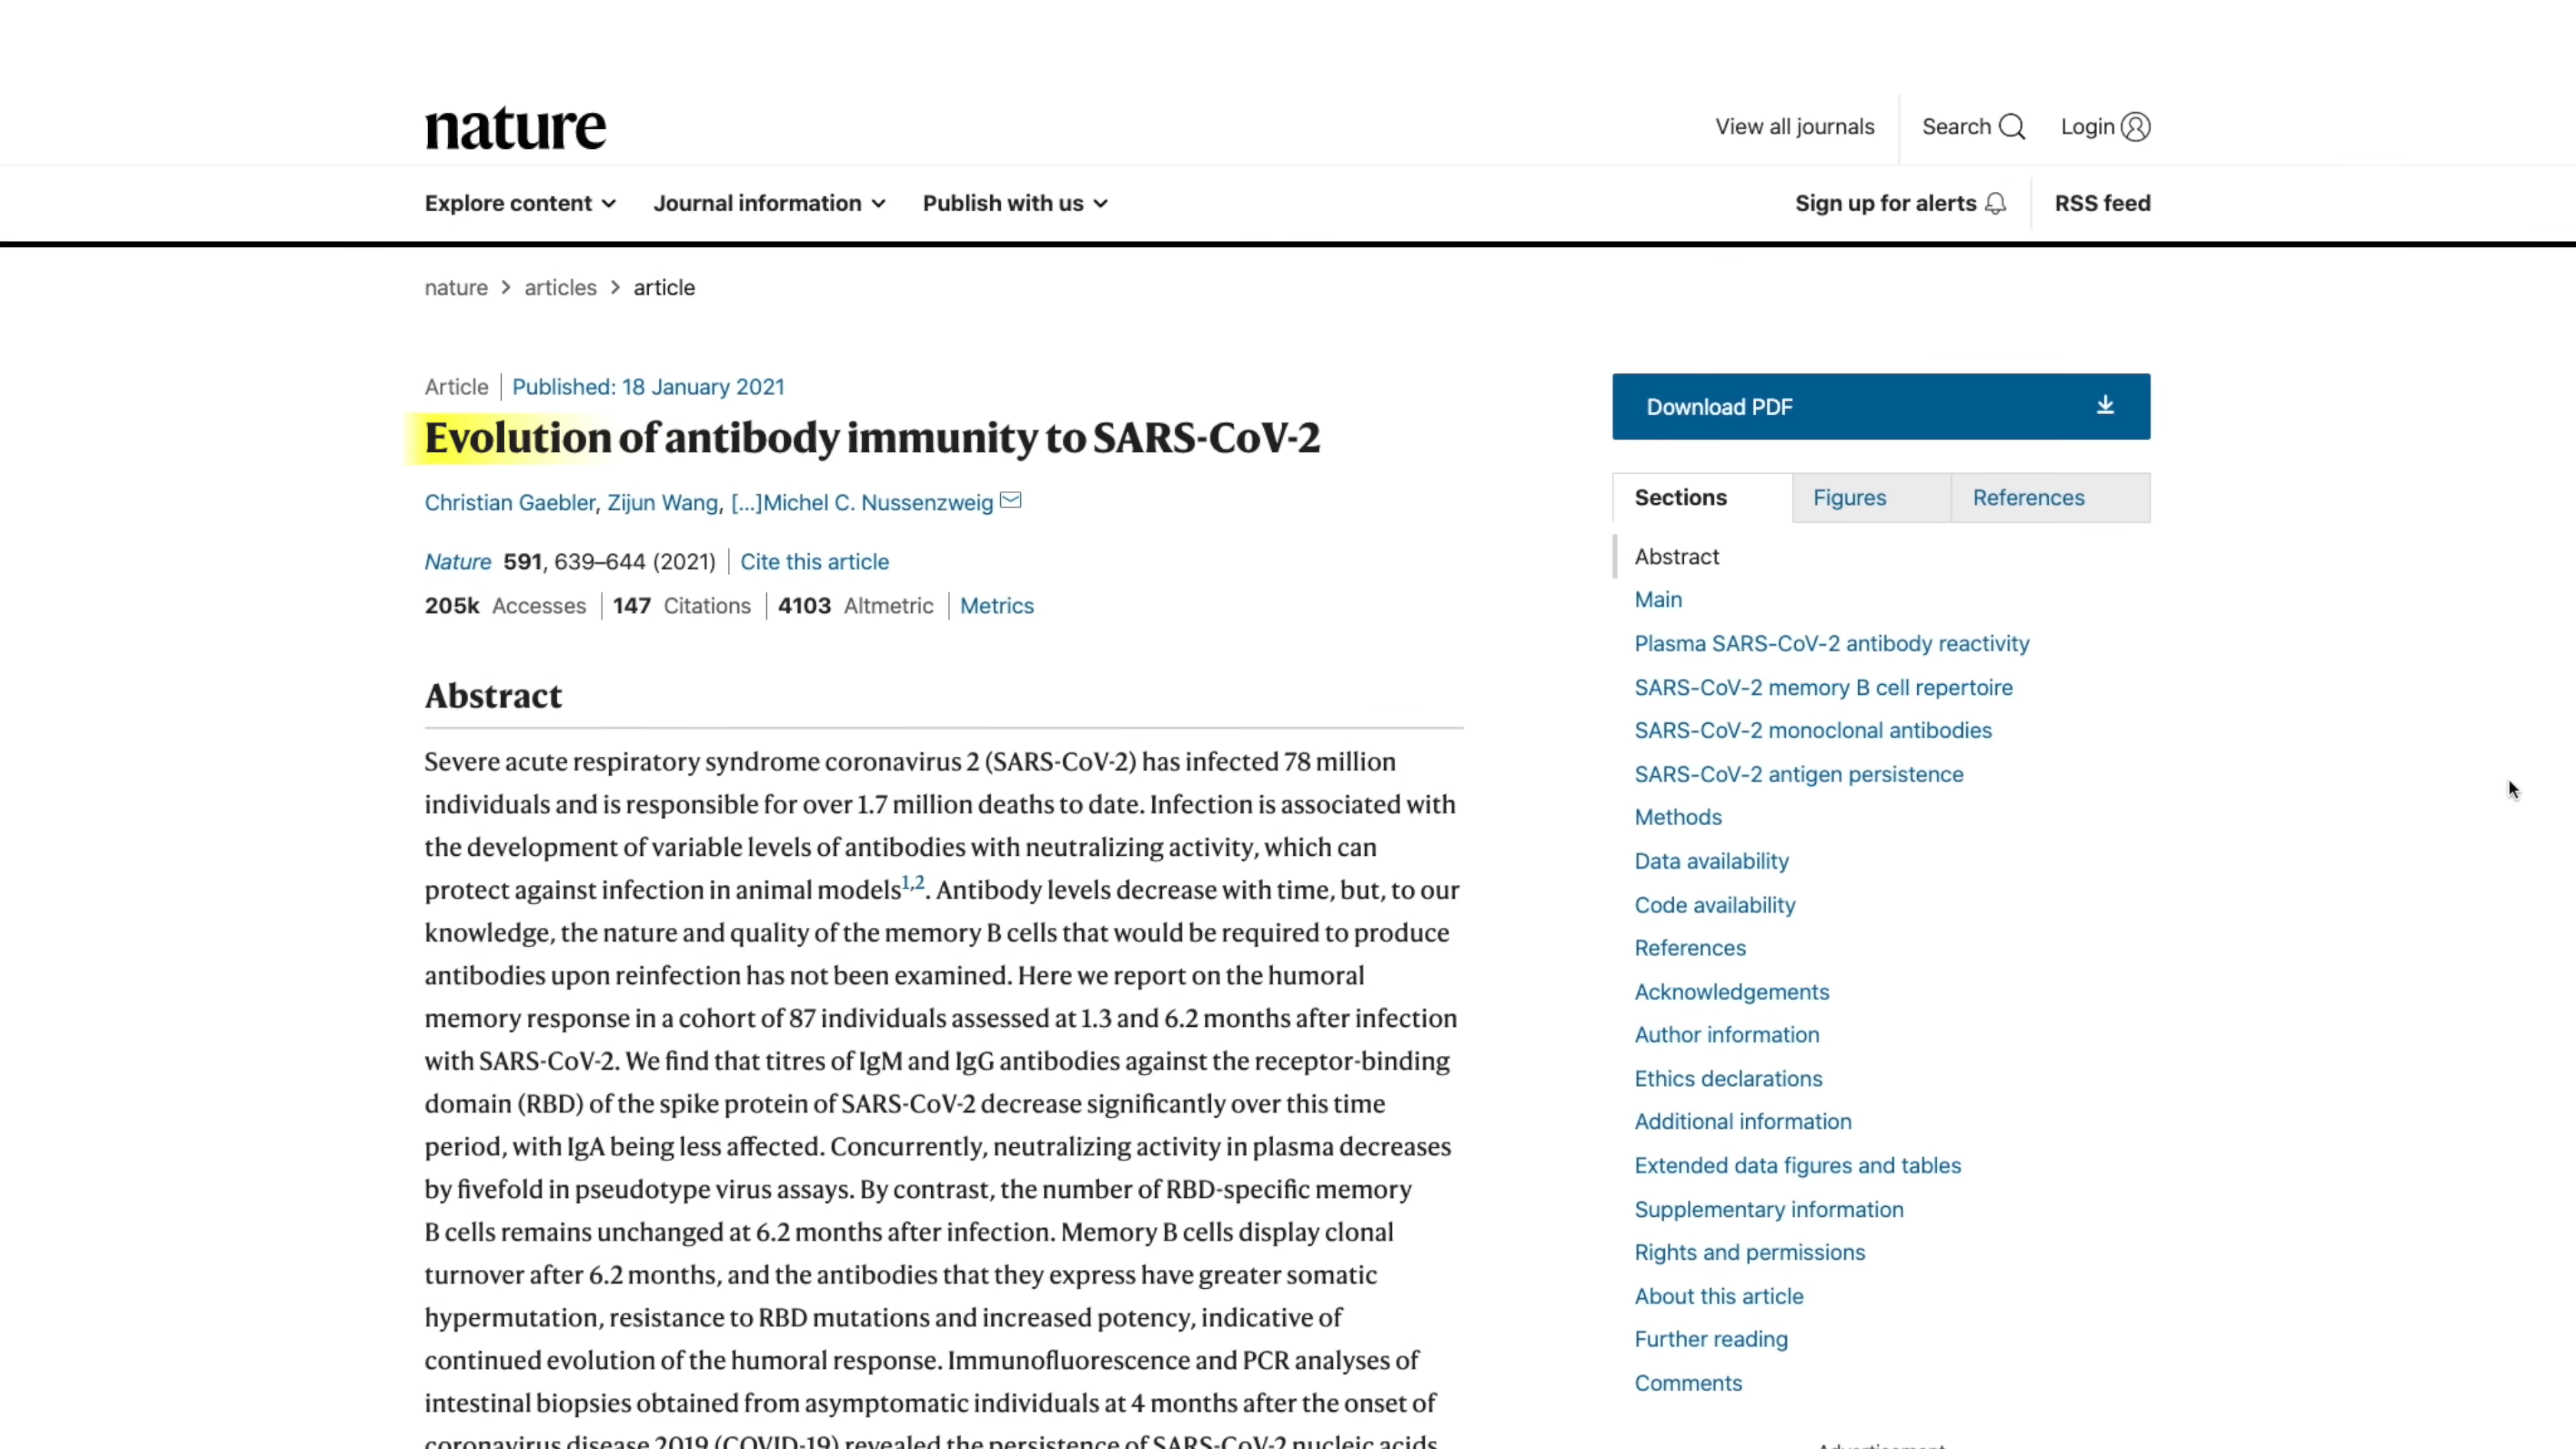 nature
View all journals
Search
Login
Explore content
Journal information
Publish with us
Sign up for alerts
RSS feed
nature > articles > article
Article | Published: 18 January 2021
Evolution of antibody immunity to SARS-CoV-2
Christian Gaebler, Zijun Wang, [...]Michel C. Nussenzweig
Nature 591, 639–644 (2021) | Cite this article
205k Accesses | 147 Citations | 4103 Altmetric | Metrics
Abstract
Severe acute respiratory syndrome coronavirus 2 (SARS-CoV-2) has infected 78 million
individuals and is responsible for over 1.7 million deaths to date. Infection is associated with
the development of variable levels of antibodies with neutralizing activity, which can
protect against infection in animal models1,2. Antibody levels decrease with time, but, to our
knowledge, the nature and quality of the memory B cells that would be required to produce
antibodies upon reinfection has not been examined. Here we report on the humoral
memory response in a cohort of 87 individuals assessed at 1.3 and 6.2 months after infection
with SARS-CoV-2. We find that titres of IgM and IgG antibodies against the receptor-binding
domain (RBD) of the spike protein of SARS-CoV-2 decrease significantly over this time
period, with IgA being less affected. Concurrently, neutralizing activity in plasma decreases
by fivefold in pseudotype virus assays. By contrast, the number of RBD-specific memory
B cells remains unchanged at 6.2 months after infection. Memory B cells display clonal
turnover after 6.2 months, and the antibodies that they express have greater somatic
hypermutation, resistance to RBD mutations and increased potency, indicative of
continued evolution of the humoral response. Immunofluorescence and PCR analyses of
intestinal biopsies obtained from asymptomatic individuals at 4 months after the onset of
coronavirus disease 2019 (COVID-19) revealed the persistence of SARS-CoV-2 nucleic acids
Download PDF
Sections
Figures
References
Abstract
Main
Plasma SARS-CoV-2 antibody reactivity
SARS-CoV-2 memory B cell repertoire
SARS-CoV-2 monoclonal antibodies
SARS-CoV-2 antigen persistence
Methods
Data availability
Code availability
References
Acknowledgements
Author information
Ethics declarations
Additional information
Extended data figures and tables
Supplementary information
Rights and permissions
About this article
Further reading
Comments
Advertisement